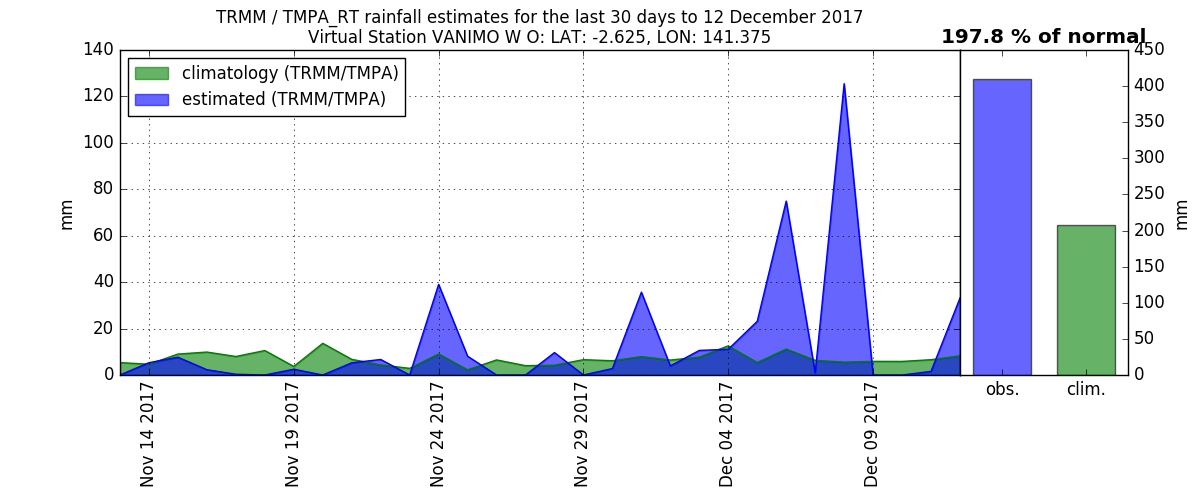 TRMM / TMPA_RT rainfall estimates for the last 30 days to 12 December 2017
Virtual Station VANIMO W O: LAT: -2.625, LON: 141.375
197.8 % of normal
climatology (TRMM/TMPA)
estimated (TRMM/TMPA)
mm
140
120
100
80
60
40
20
0
Nov 14 2017
Nov 19 2017
Nov 24 2017
Nov 29 2017
Dec 04 2017
Dec 09 2017
450
400
350
300
250
200
150
100
50
0
mm
obs.
clim.